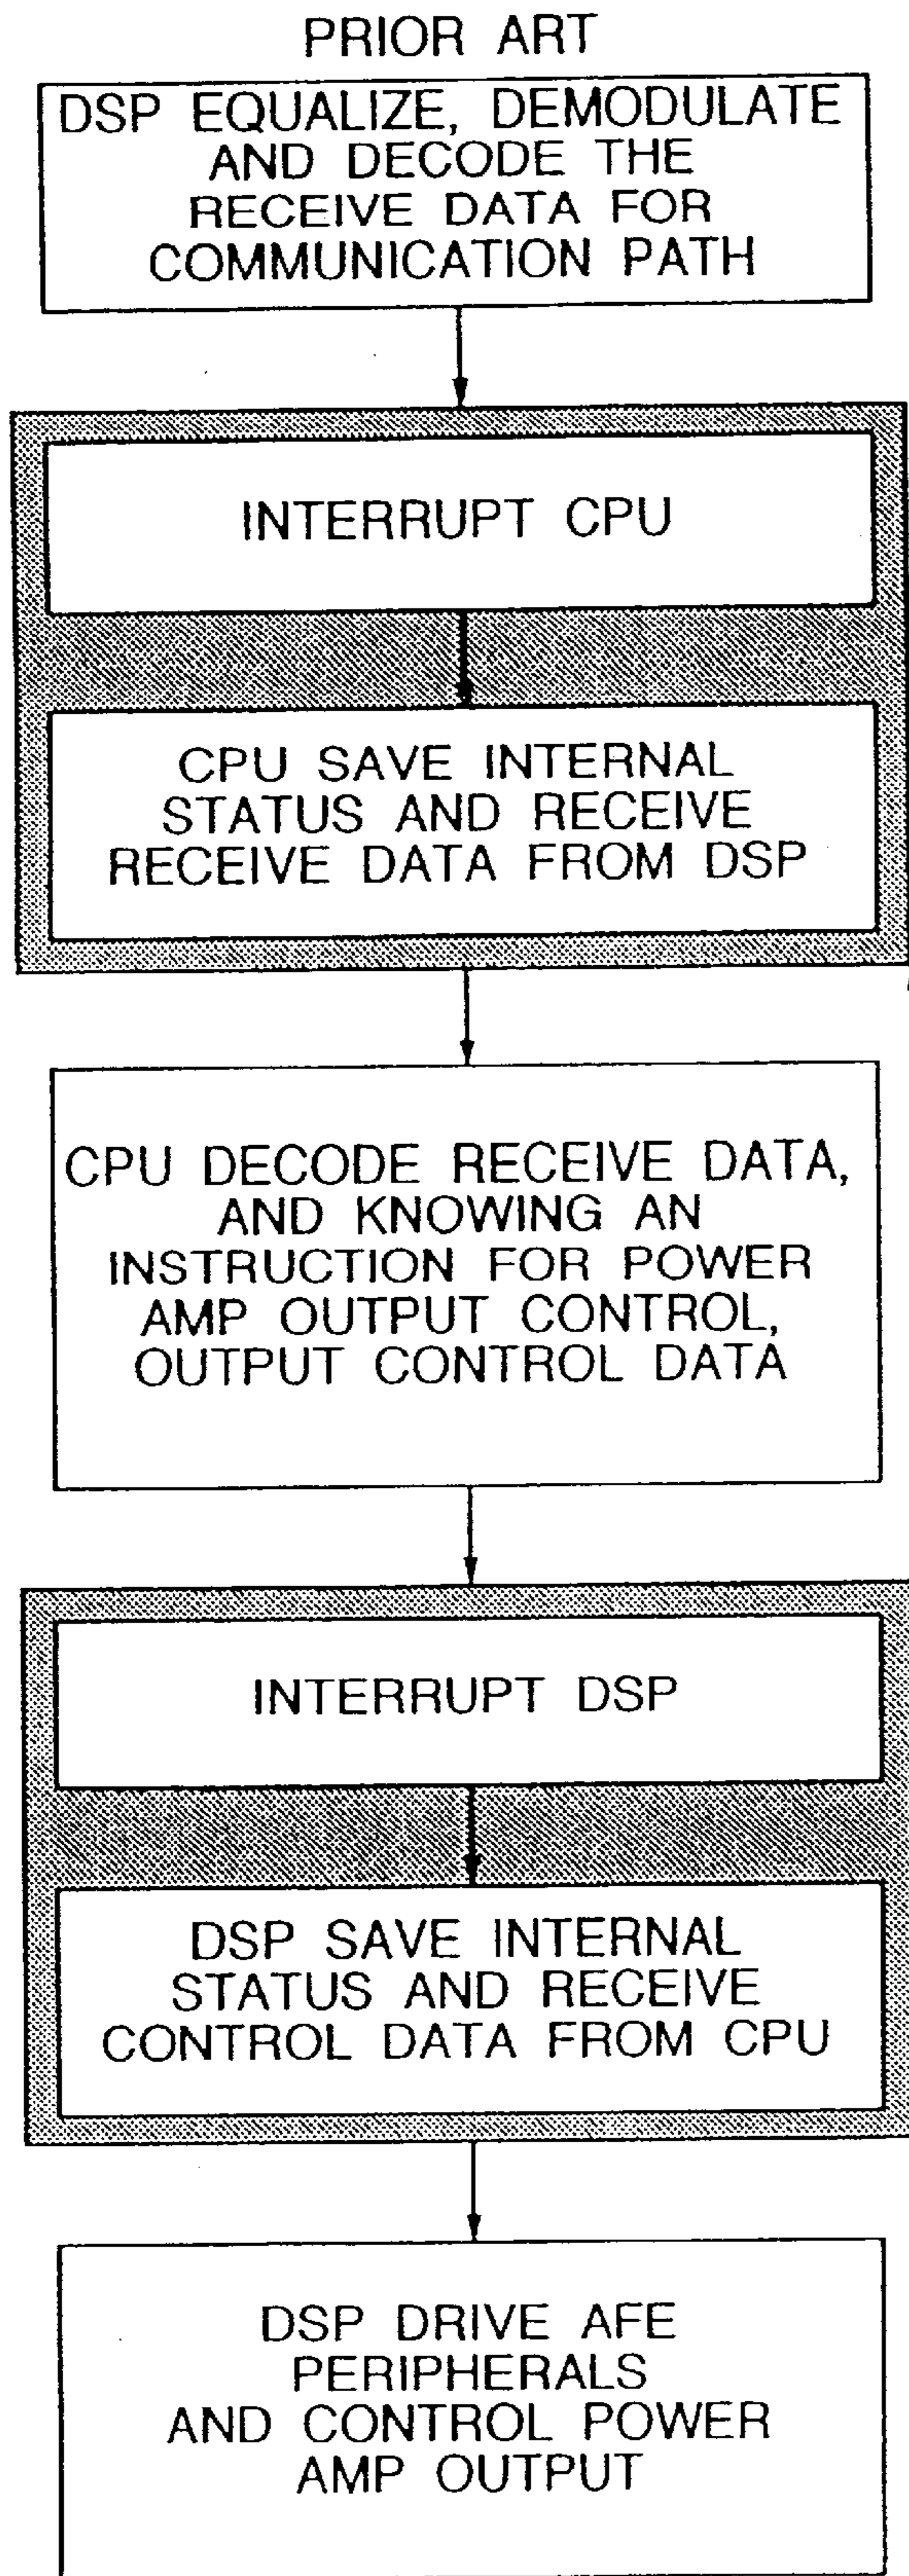 PRIOR ART
DSP EQUALIZE, DEMODULATE
AND DECODE THE
RECEIVE DATA FOR
COMMUNICATION PATH
INTERRUPT CPU
CPU SAVE INTERNAL
STATUS AND RECEIVE
RECEIVE DATA FROM DSP
CPU DECODE RECEIVE DATA,
AND KNOWING AN
INSTRUCTION FOR POWER
AMP OUTPUT CONTROL,
OUTPUT CONTROL DATA
INTERRUPT DSP
DSP SAVE INTERNAL
STATUS AND RECEIVE
CONTROL DATA FROM CPU
DSP DRIVE AFE
PERIPHERALS
AND CONTROL POWER
AMP OUTPUT